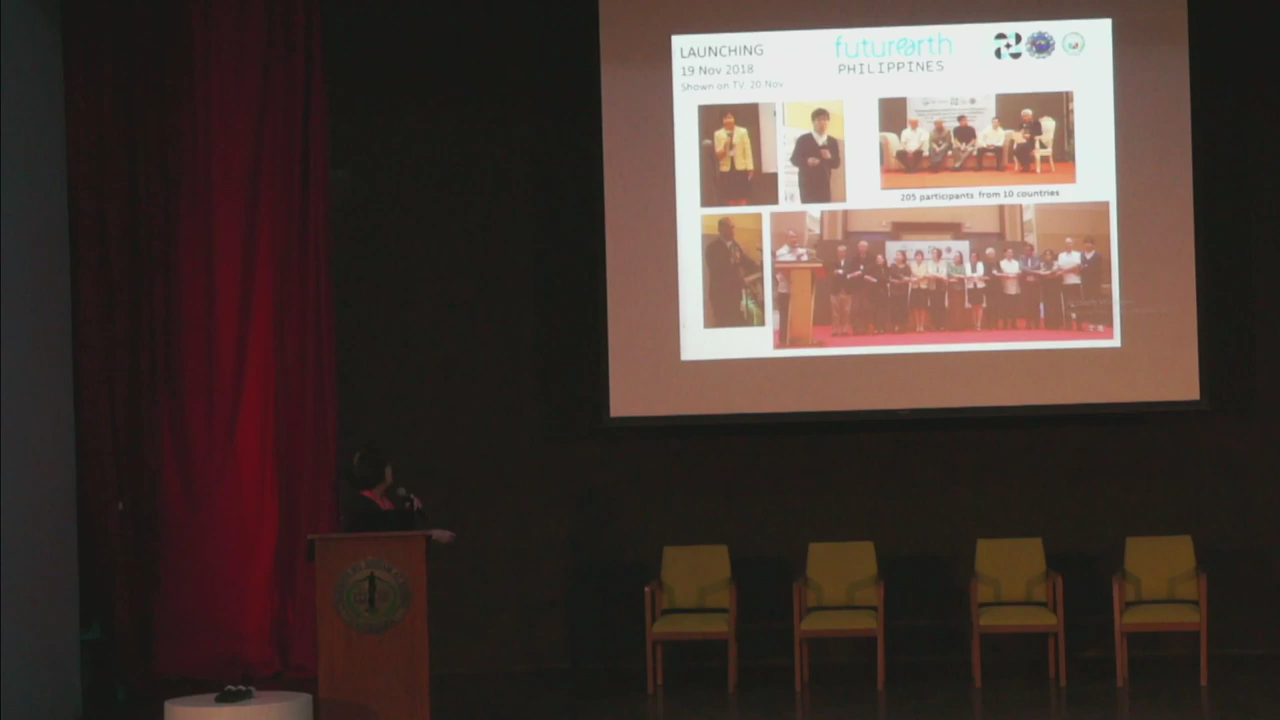 LAUNCHING
19 Nov 2018
Shown on TV, 20 Nov
futurearth
PHILIPPINES
205 participants from 10 countries